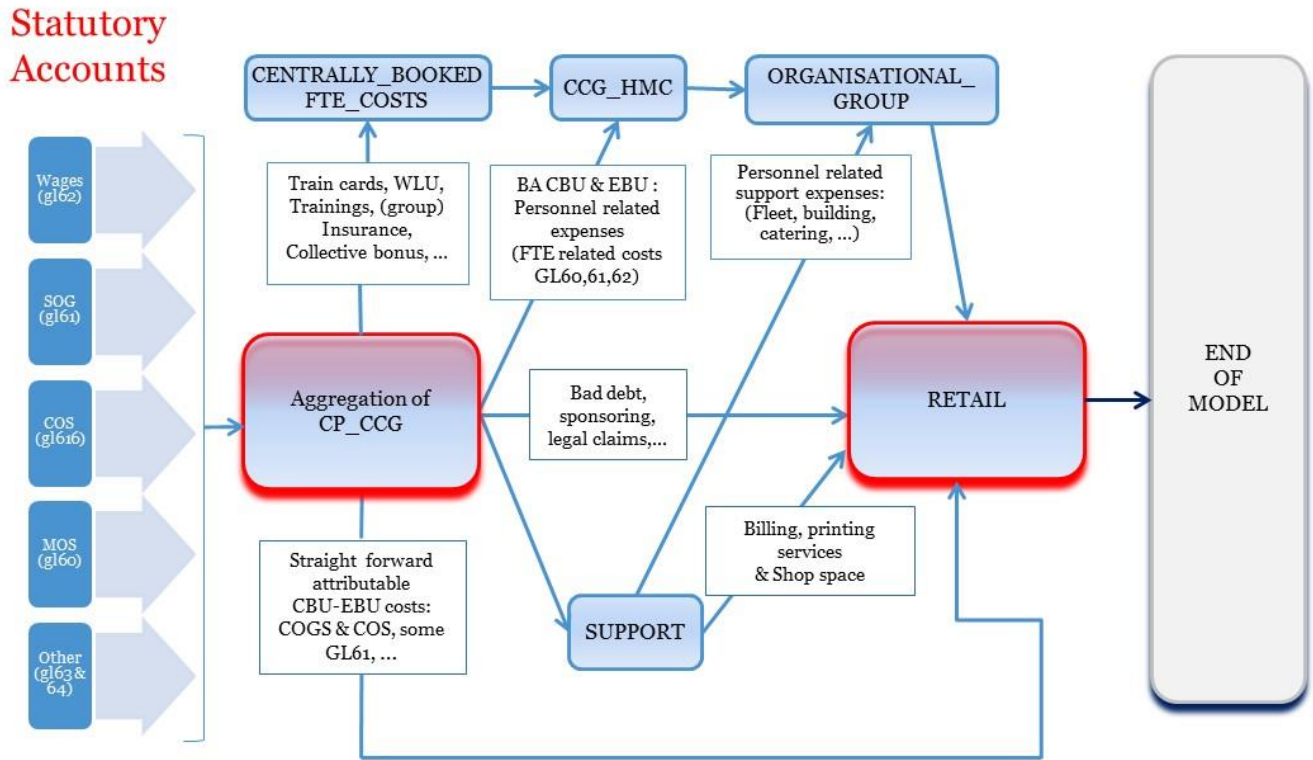 Statutory
Accounts
CENTRALLY_BOOKED
FTE_COSTS
CCG_HMC
ORGANISATIONAL_
GROUP
Wages
(gl62)
SOG
(gl61)
COS
(gl616)
MOS
(gl60)
Other
(gl63&
64)
Train cards, WLU,
Trainings, (group)
Insurance,
Collective bonus, ...
BA CBU & EBU :
Personnel related
expenses
(FTE related costs
GL60,61,62)
Personnel related
support expenses:
(Fleet, building,
catering, ...)
Aggregation of
CP_CCG
Bad debt,
sponsoring,
legal claims,...
RETAIL
END
OF
MODEL
Straight forward
attributable
CBU-EBU costs:
COGS & COS, some
GL61, ...
SUPPORT
Billing, printing
services
& Shop space